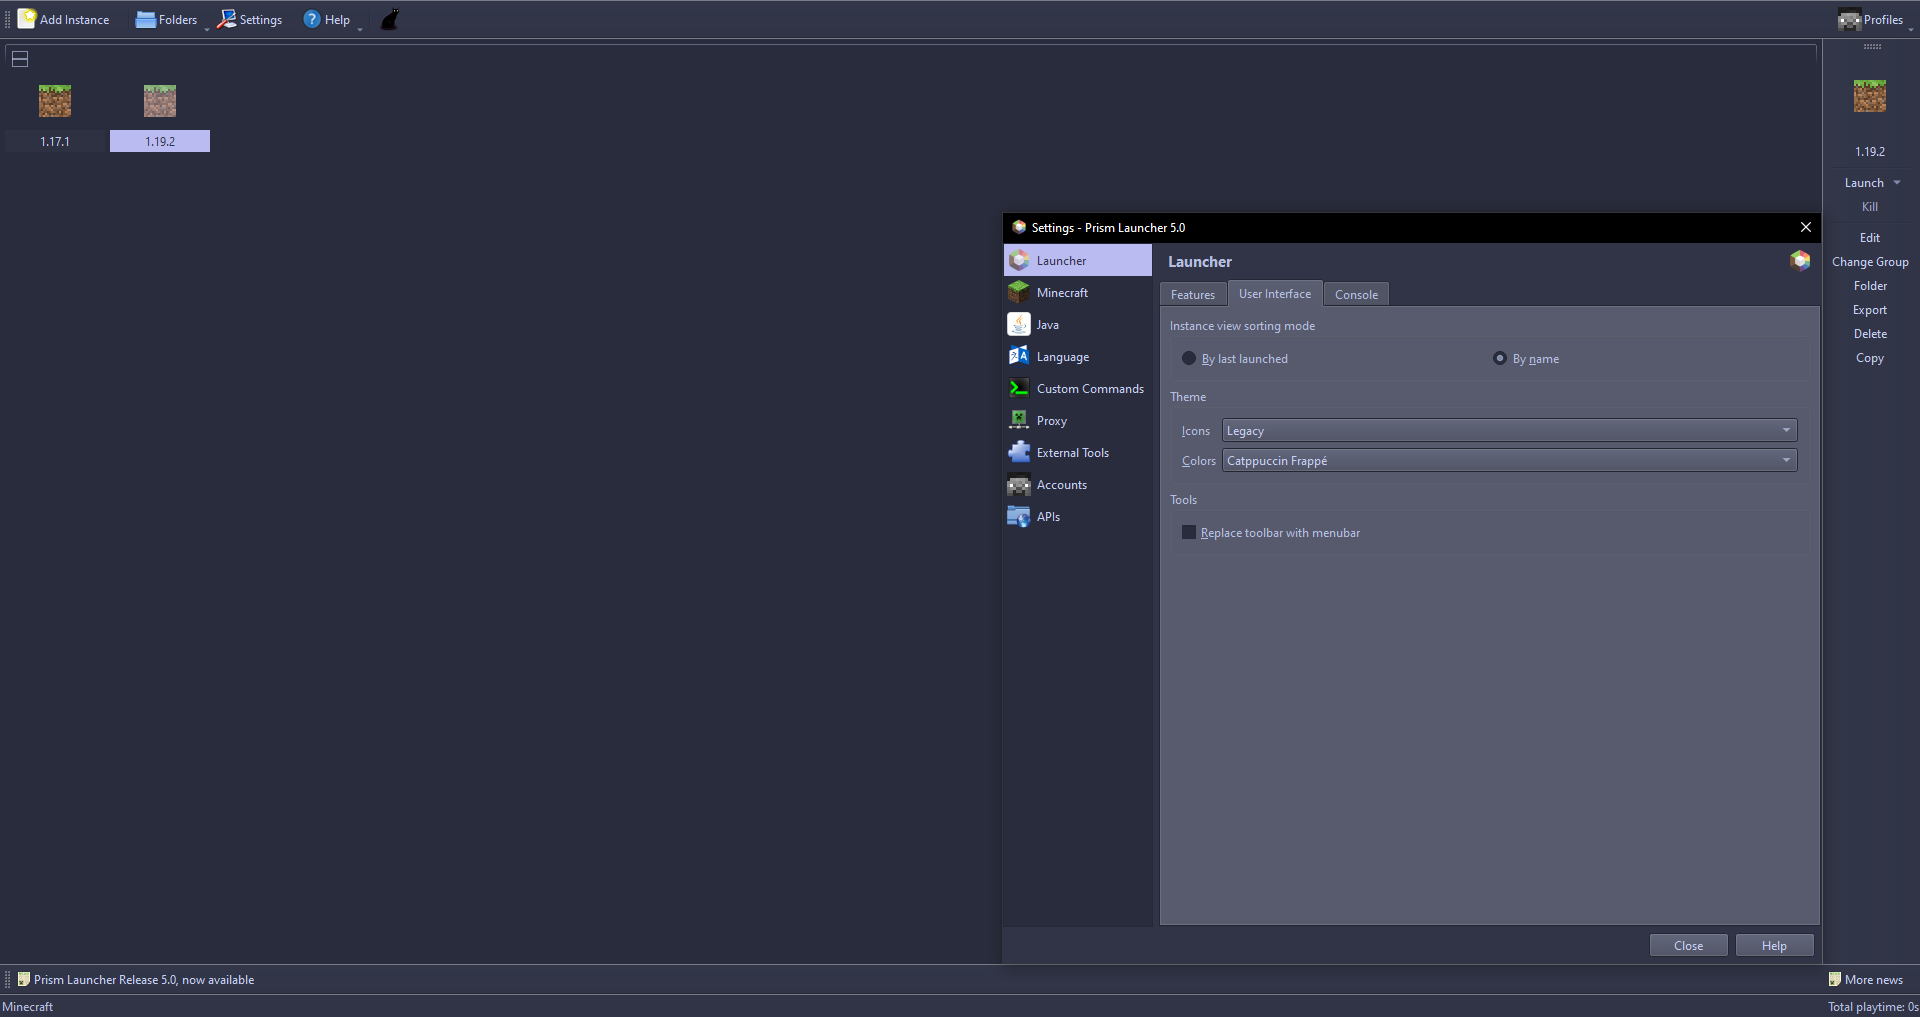 Add Instance
Folders
Settings
Help
Profiles
1.17.1
1.19.2
1.19.2
Launch
Kill
Edit
Change Group
Folder
Export
Delete
Copy
Settings - Prism Launcher 5.0
Launcher
Minecraft
Java
Language
Custom Commands
Proxy
External Tools
Accounts
APIs
Launcher
Features
User Interface
Console
Instance view sorting mode
By last launched
By name
Theme
Icons
Legacy
Colors
Catppuccin Frappé
Tools
Replace toolbar with menubar
Close
Help
Prism Launcher Release 5.0, now available
More news
Minecraft
Total playtime: 0s